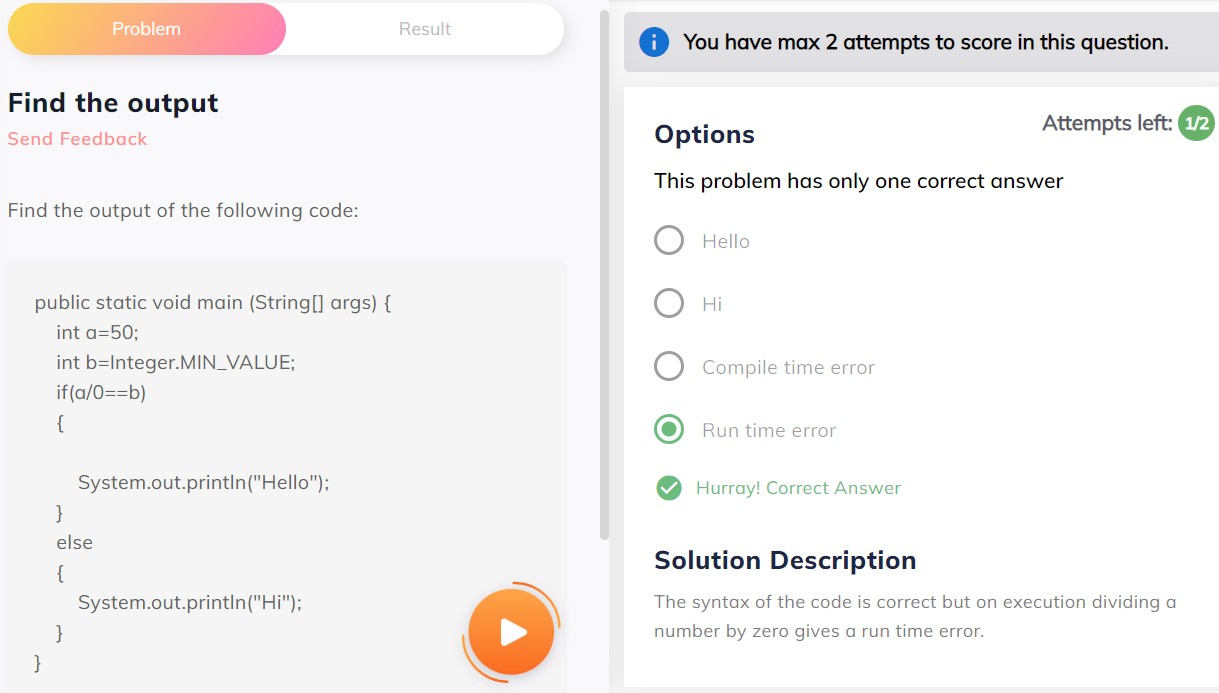 Problem
Result
Find the output
Send Feedback
Find the output of the following code:
public static void main (String[] args) {
int a=50;
int b=Integer.MIN_VALUE;
if(a/0==b)
{
System.out.println("Hello");
}
else
{
System.out.println("Hi");
}
}
You have max 2 attempts to score in this question.
Options
Attempts left: 1/2
This problem has only one correct answer
Hello
Hi
Compile time error
Run time error
Hurray! Correct Answer
Solution Description
The syntax of the code is correct but on execution dividing a
number by zero gives a run time error.